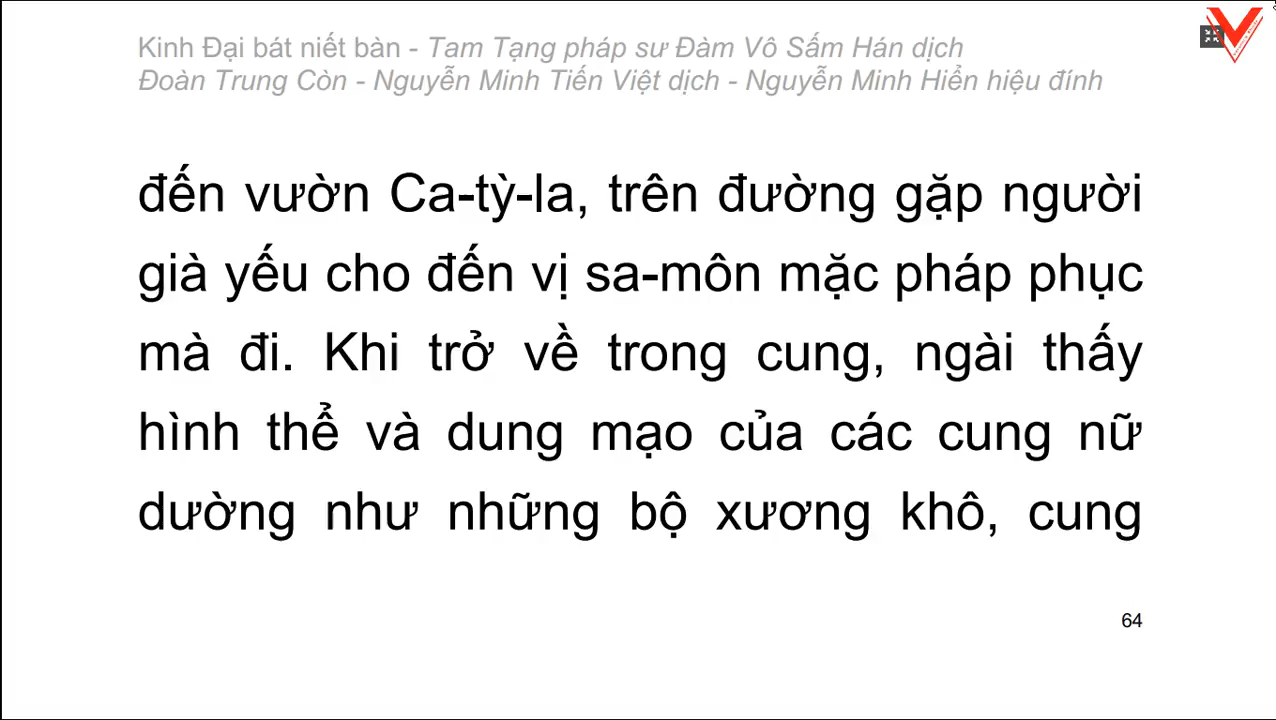 Kinh Đại bát niết bàn - Tam Tạng pháp sư Đàm Vô Sấm Hán dịch
Đoàn Trung Còn - Nguyễn Minh Tiến Việt dịch - Nguyễn Minh Hiển hiệu đính
đến vườn Ca-tỳ-la, trên đường gặp người
già yếu cho đến vị sa-môn mặc pháp phục
mà đi. Khi trở về trong cung, ngài thấy
hình thể và dung mạo của các cung nữ
dường như những bộ xương khô, cung
64